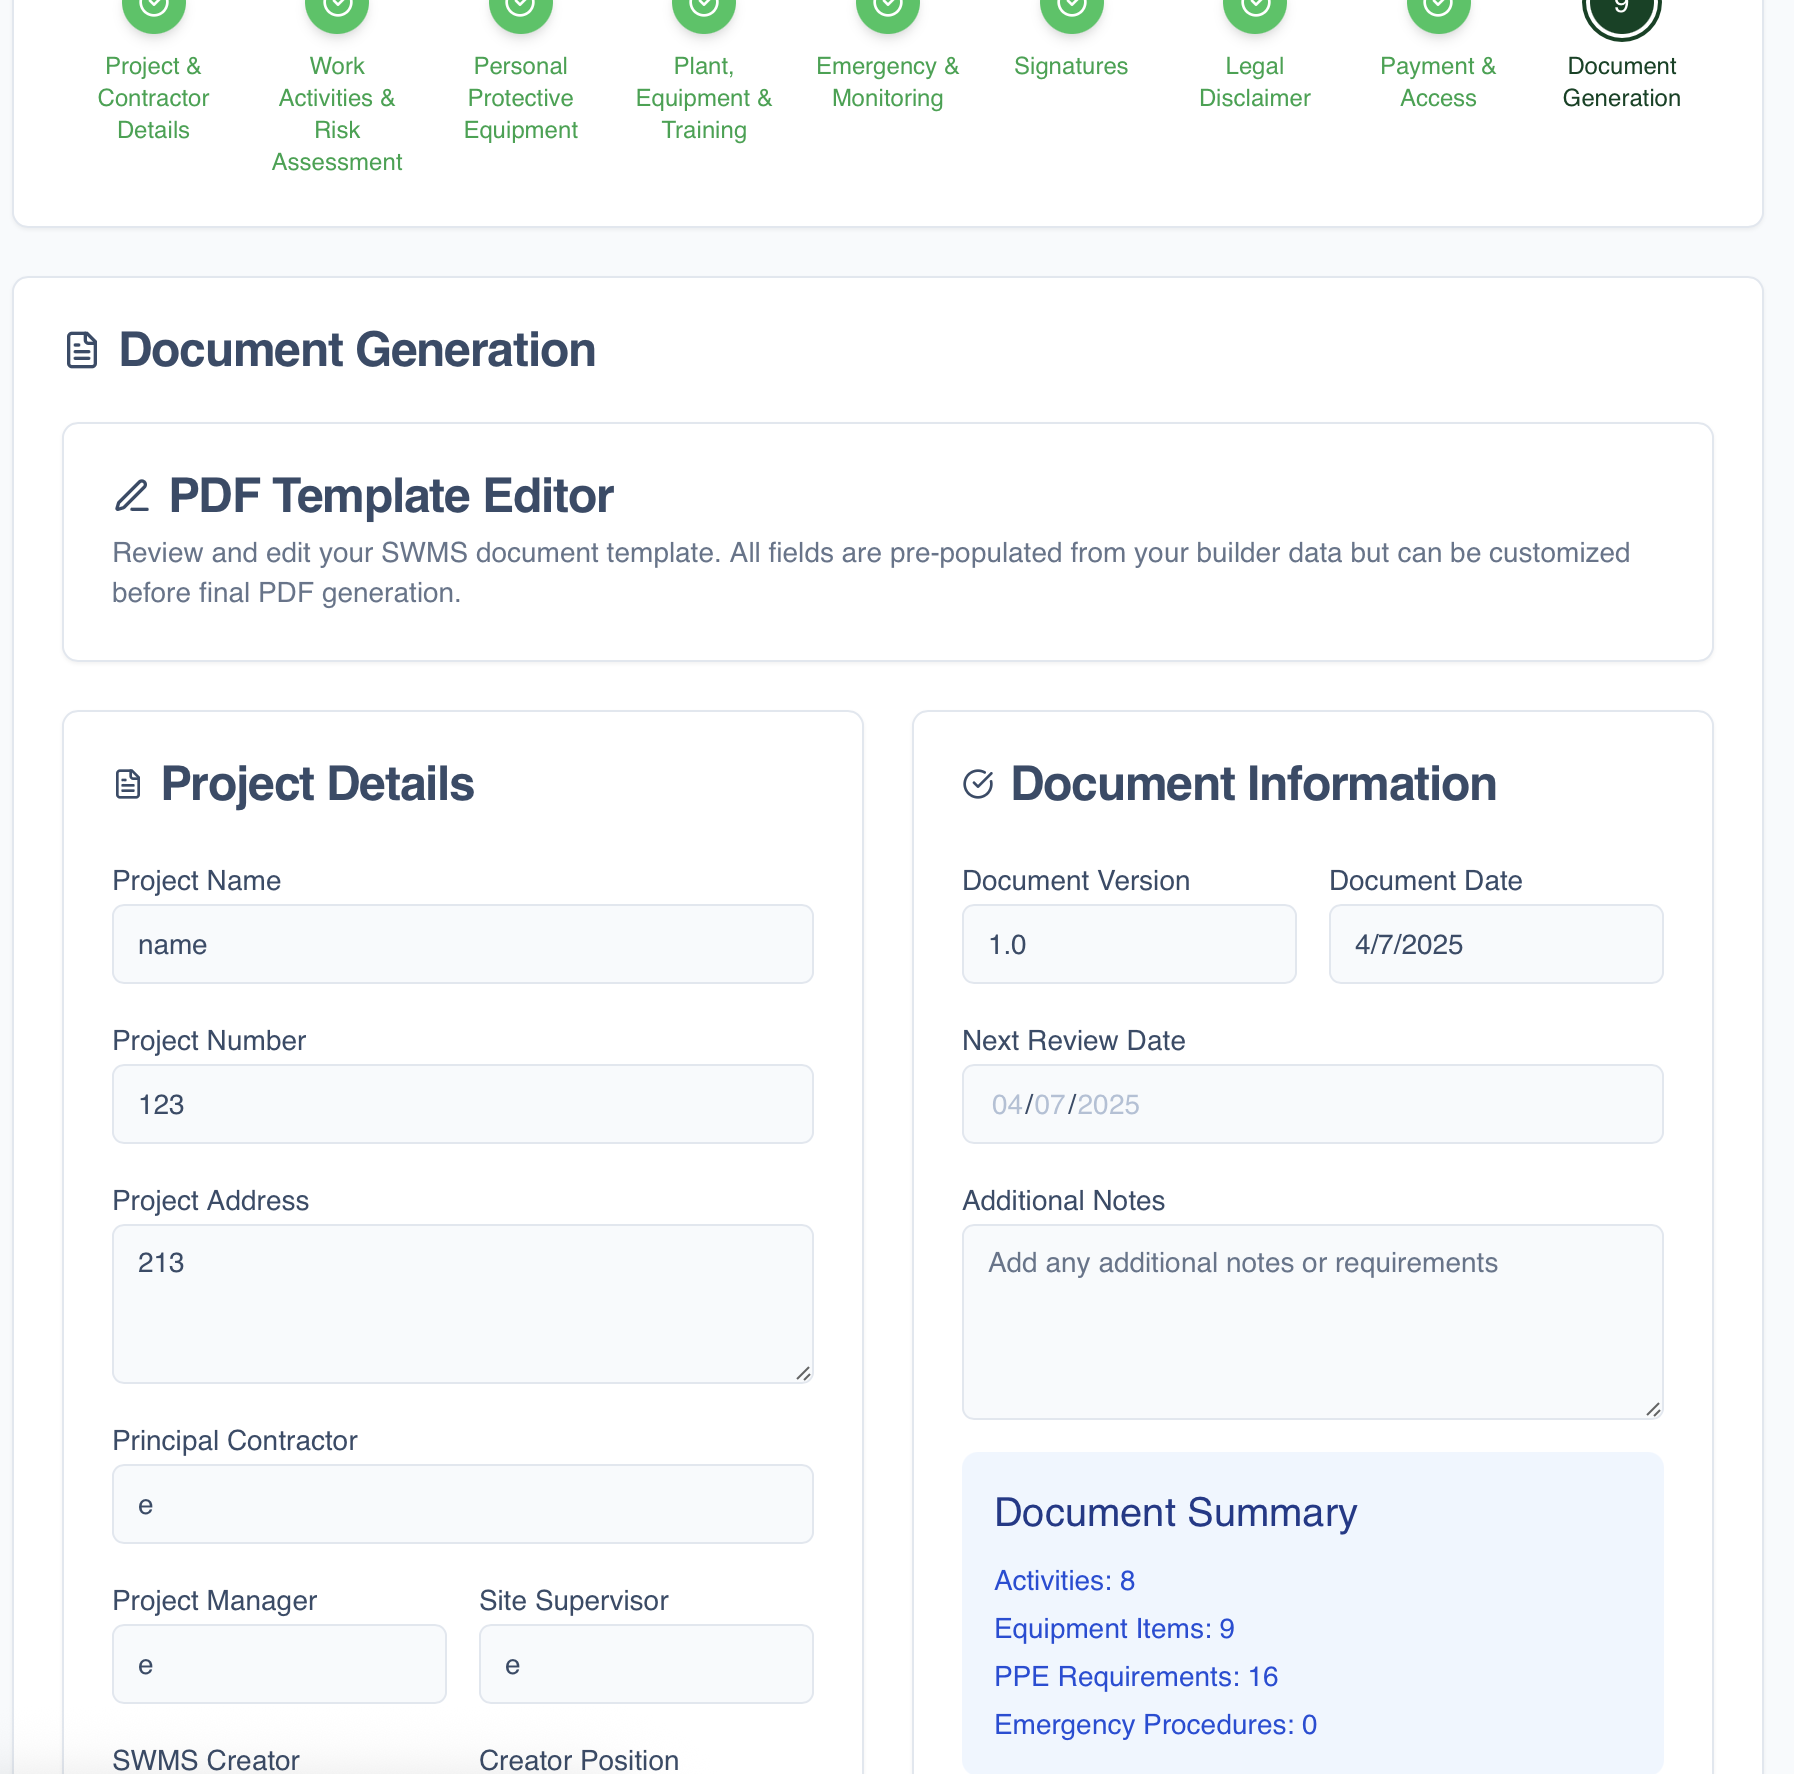 9
Project &
Contractor
Details
Work
Activities &
Risk
Assessment
Personal
Protective
Equipment
Plant,
Equipment &
Training
Emergency &
Monitoring
Signatures
Legal
Disclaimer
Payment &
Access
Document
Generation
Document Generation
PDF Template Editor
Review and edit your SWMS document template. All fields are pre-populated from your builder data but can be customized
before final PDF generation.
Project Details
Project Name
name
Project Number
123
Project Address
213
Principal Contractor
e
Project Manager
Site Supervisor
e
e
SWMS Creator
Creator Position
Document Information
Document Version
Document Date
1.0
4/7/2025
Next Review Date
04/07/2025
Additional Notes
Add any additional notes or requirements
Document Summary
Activities: 8
Equipment Items: 9
PPE Requirements: 16
Emergency Procedures: 0